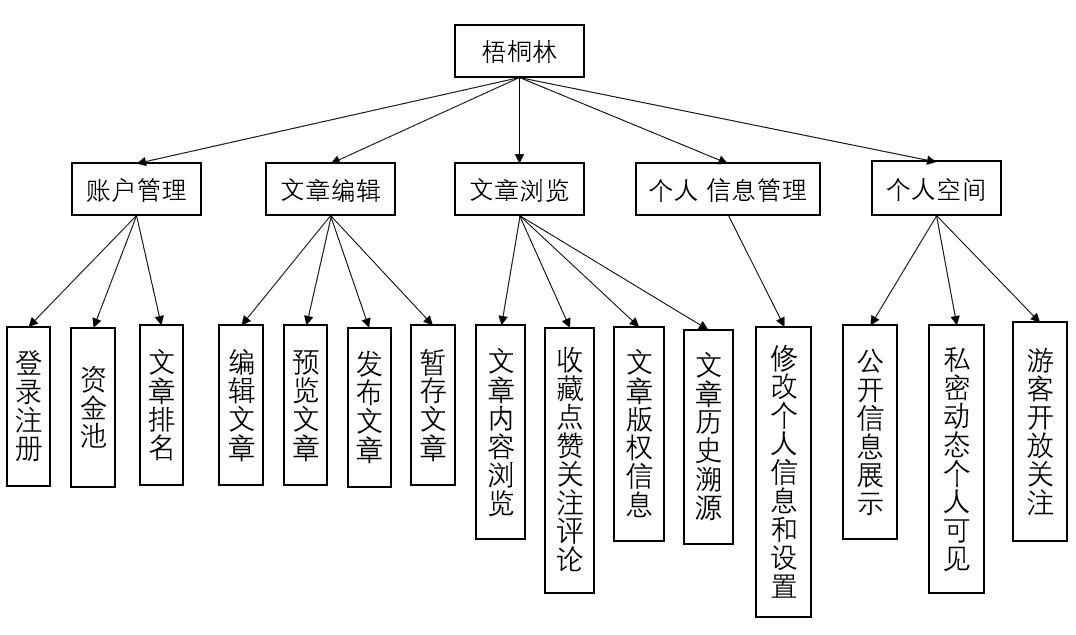 梧桐林
账户管理
文章编辑
文章浏览
个人 信息管理
个人空间
登录注册
资金池
文章排名
编辑文章
预览文章
发布文章
暂存文章
文章内容浏览
收藏点赞关注评论
文章版权信息
文章历史溯源
修改个人信息和设置
公开信息展示
私密动态个人可见
游客开放关注